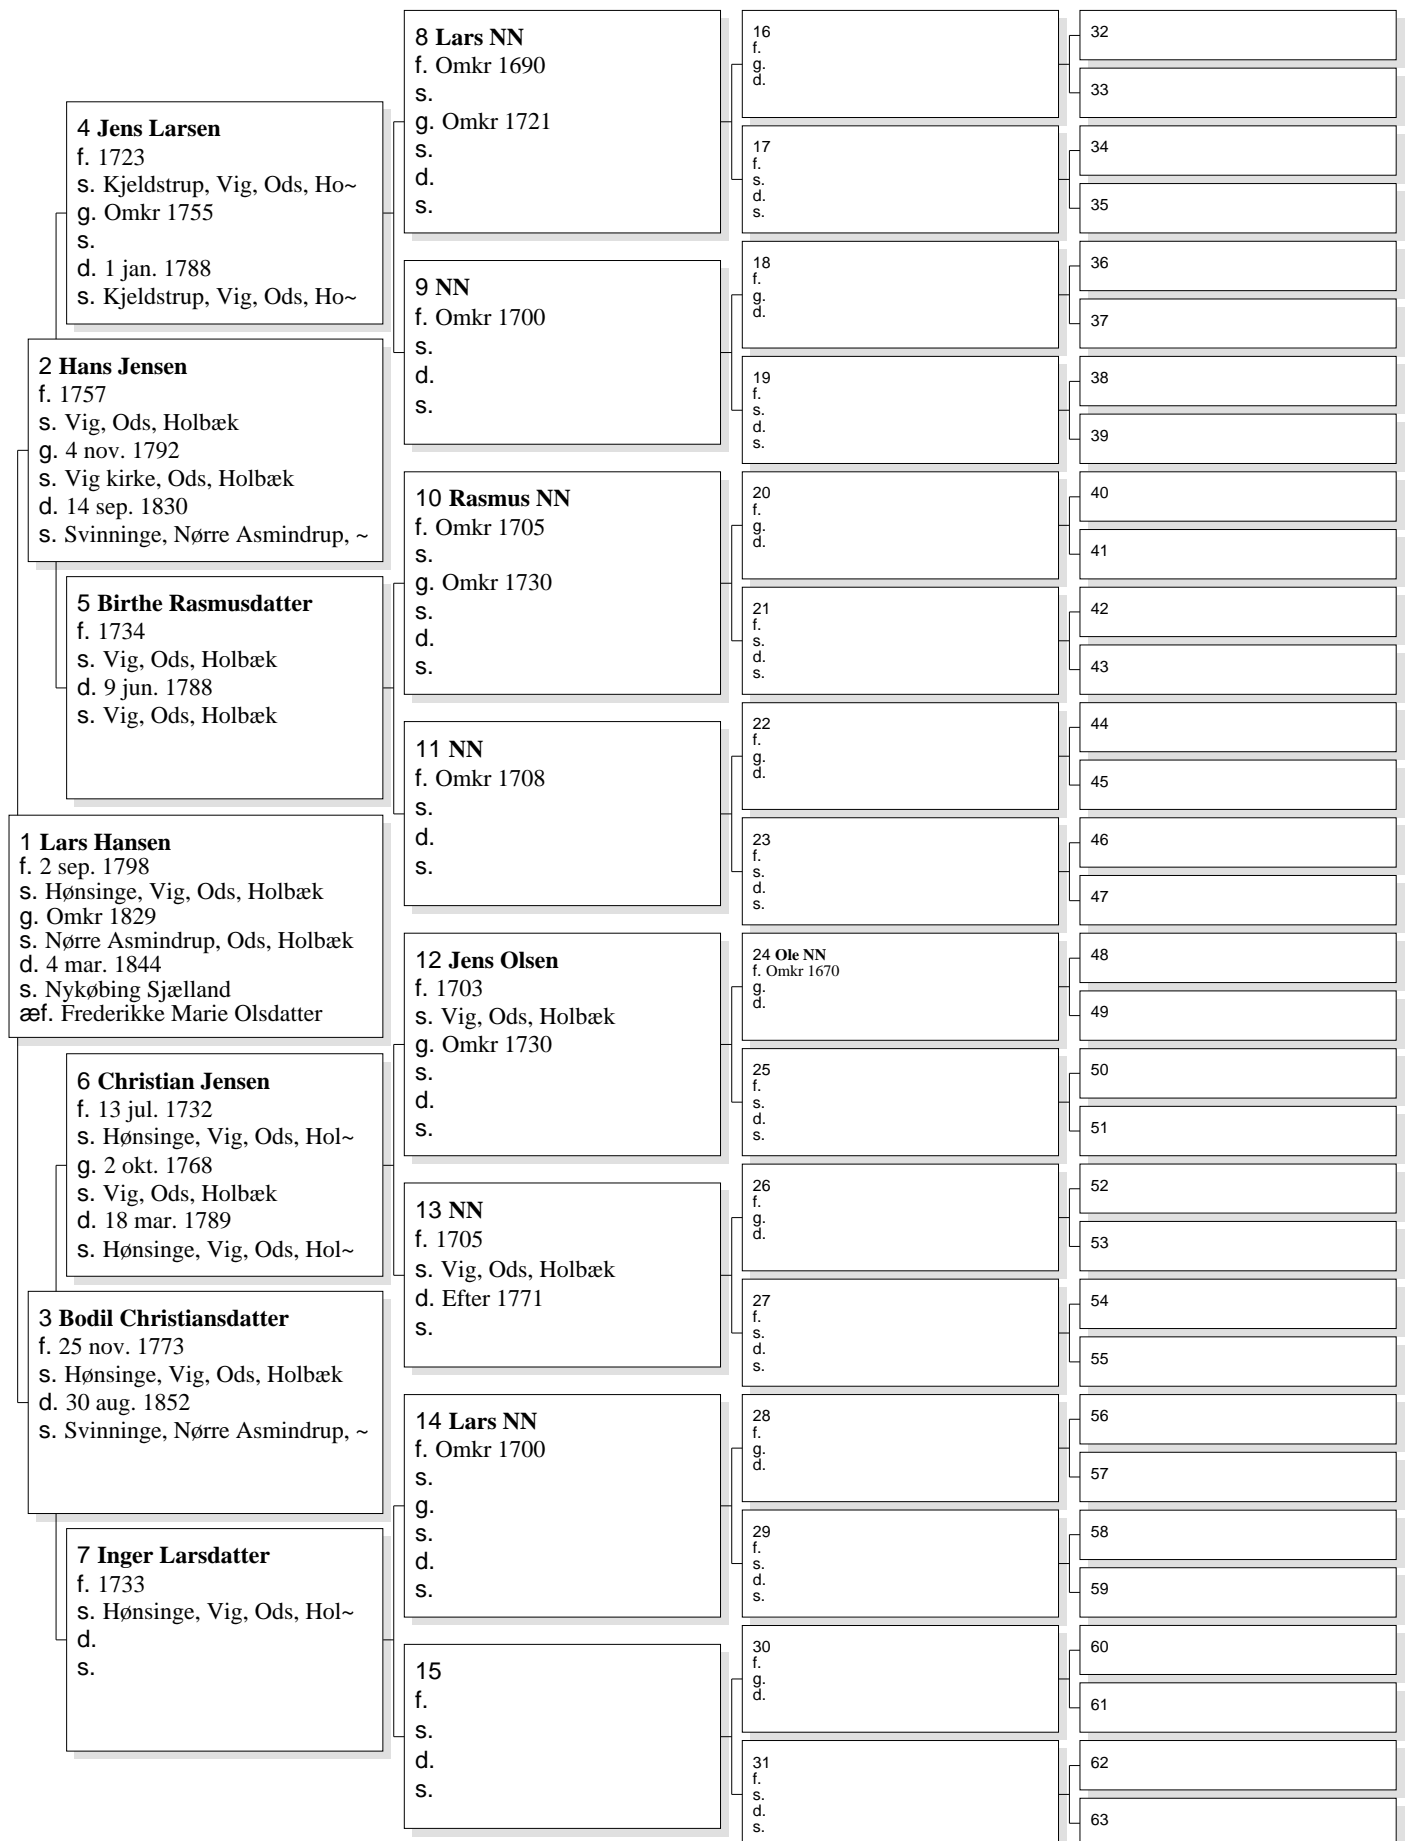 8 Lars NN
f. Omkr 1690
s.
g. Omkr 1721
s.
d.
s.
4 Jens Larsen
f. 1723
s. Kjeldstrup, Vig, Ods, Ho~
g. Omkr 1755
s.
d. 1 jan. 1788
s. Kjeldstrup, Vig, Ods, Ho~
9 NN
f. Omkr 1700
s.
d.
s.
2 Hans Jensen
f. 1757
s. Vig, Ods, Holbæk
g. 4 nov. 1792
s. Vig kirke, Ods, Holbæk
d. 14 sep. 1830
s. Svinninge, Nørre Asmindrup, ~
10 Rasmus NN
f. Omkr 1705
s.
g. Omkr 1730
s.
d.
s.
5 Birthe Rasmusdatter
f. 1734
s. Vig, Ods, Holbæk
d. 9 jun. 1788
s. Vig, Ods, Holbæk
11 NN
f. Omkr 1708
s.
d.
s.
1 Lars Hansen
f. 2 sep. 1798
s. Hønsinge, Vig, Ods, Holbæk
g. Omkr 1829
s. Nørre Asmindrup, Ods, Holbæk
d. 4 mar. 1844
s. Nykøbing Sjælland
æf. Frederikke Marie Olsdatter
12 Jens Olsen
f. 1703
s. Vig, Ods, Holbæk
g. Omkr 1730
s.
d.
s.
6 Christian Jensen
f. 13 jul. 1732
s. Hønsinge, Vig, Ods, Hol~
g. 2 okt. 1768
s. Vig, Ods, Holbæk
d. 18 mar. 1789
s. Hønsinge, Vig, Ods, Hol~
13 NN
f. 1705
s. Vig, Ods, Holbæk
d. Efter 1771
s.
3 Bodil Christiansdatter
f. 25 nov. 1773
s. Hønsinge, Vig, Ods, Holbæk
d. 30 aug. 1852
s. Svinninge, Nørre Asmindrup, ~
14 Lars NN
f. Omkr 1700
s.
g.
s.
d.
s.
7 Inger Larsdatter
f. 1733
s. Hønsinge, Vig, Ods, Hol~
d.
s.
15
f.
s.
d.
s.
16
f.
g.
d.
17
f.
s.
d.
s.
18
f.
g.
d.
19
f.
s.
d.
s.
20
f.
g.
d.
21
f.
s.
d.
s.
22
f.
g.
d.
23
f.
s.
d.
s.
24 Ole NN
f. Omkr 1670
g.
d.
25
f.
s.
d.
s.
26
f.
g.
d.
27
f.
s.
d.
s.
28
f.
g.
d.
29
f.
s.
d.
s.
30
f.
g.
d.
31
f.
s.
d.
s.
32
33
34
35
36
37
38
39
40
41
42
43
44
45
46
47
48
49
50
51
52
53
54
55
56
57
58
59
60
61
62
63